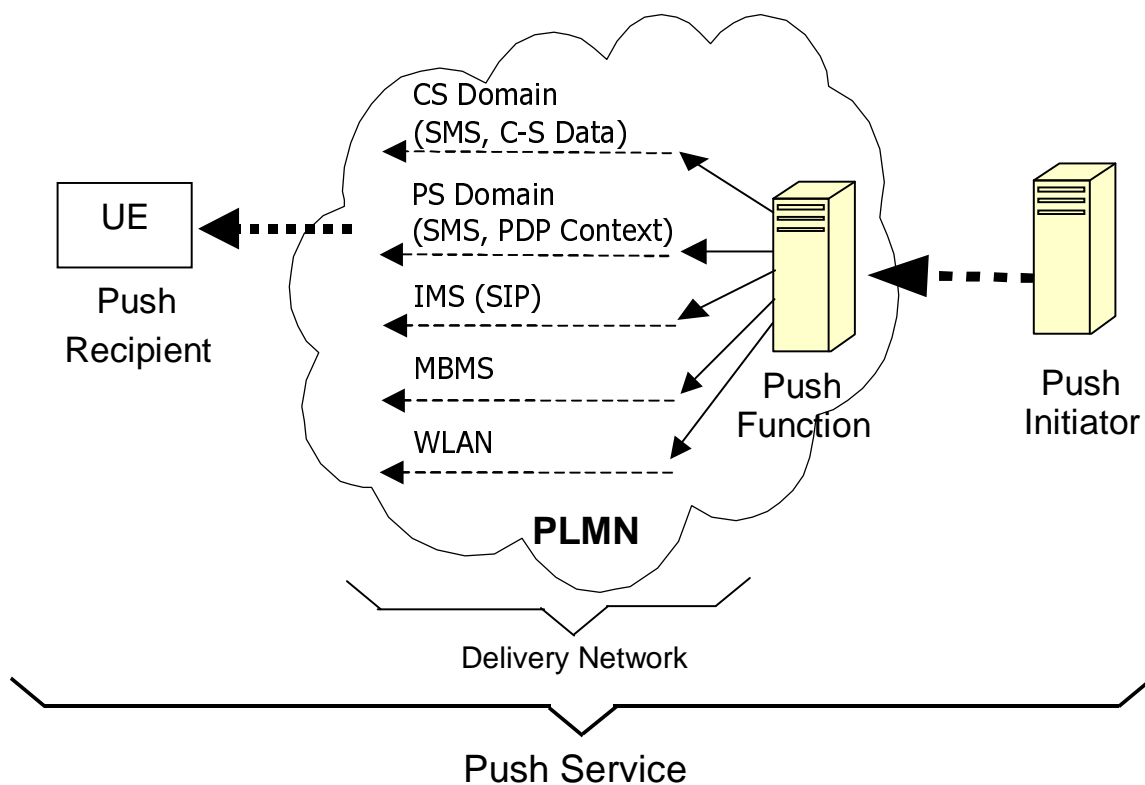 CS Domain
(SMS, C-S Data)
UE
PS Domain
(SMS, PDP Context)
Push
Recipient
IMS (SIP)
MBMS
WLAN
Push
Function
Push
Initiator
PLMN
Delivery Network
Push Service